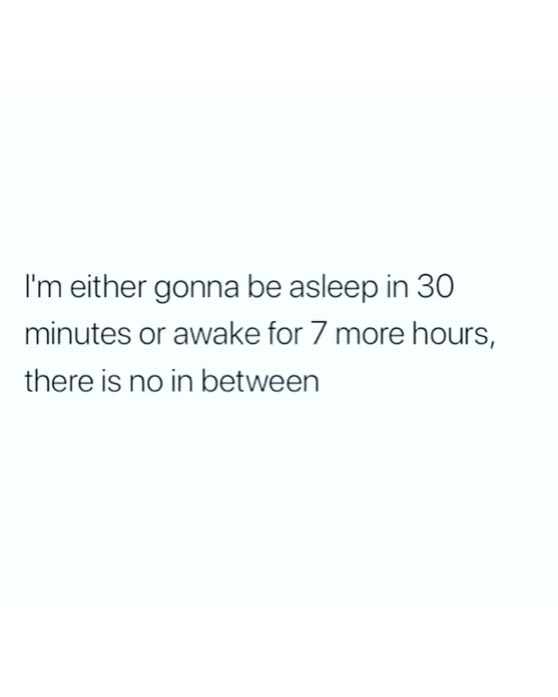 I'm either gonna be asleep in 30
minutes or awake for 7 more hours,
there is no in between